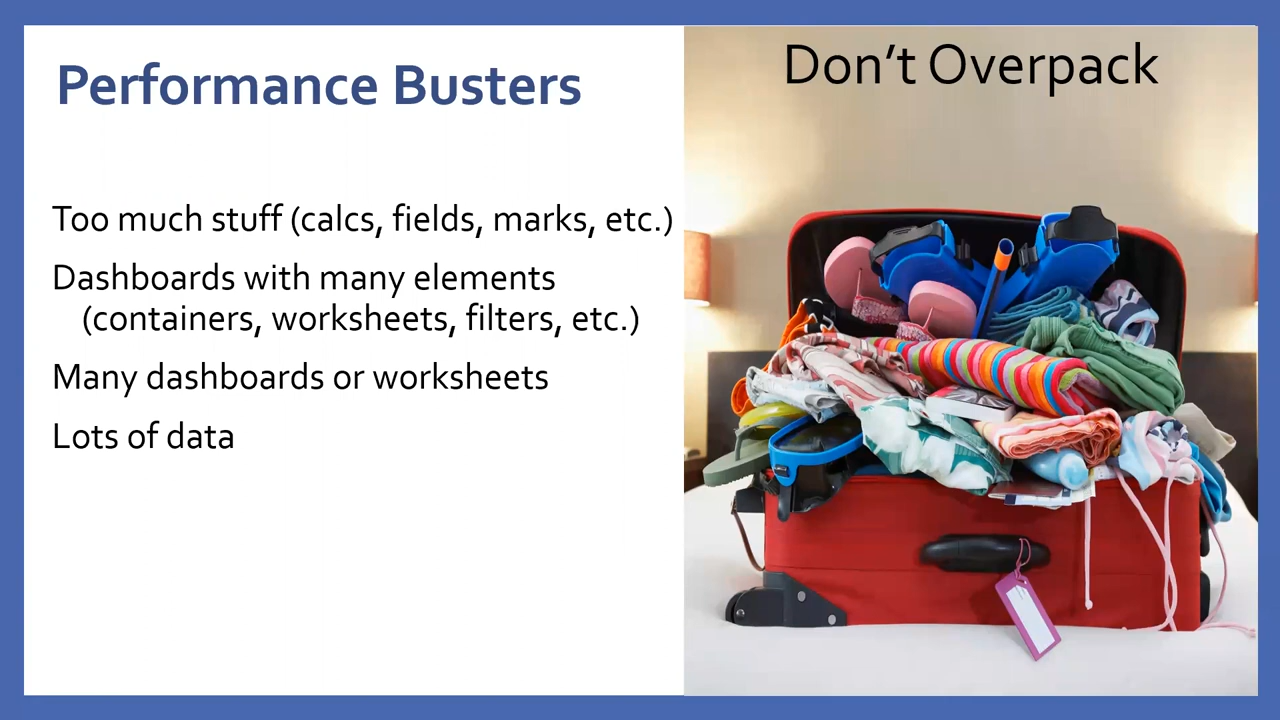 Performance Busters
Don’t Overpack
Too much stuff (calcs, fields, marks, etc.)
Dashboards with many elements
(containers, worksheets, filters, etc.)
Many dashboards or worksheets
Lots of data